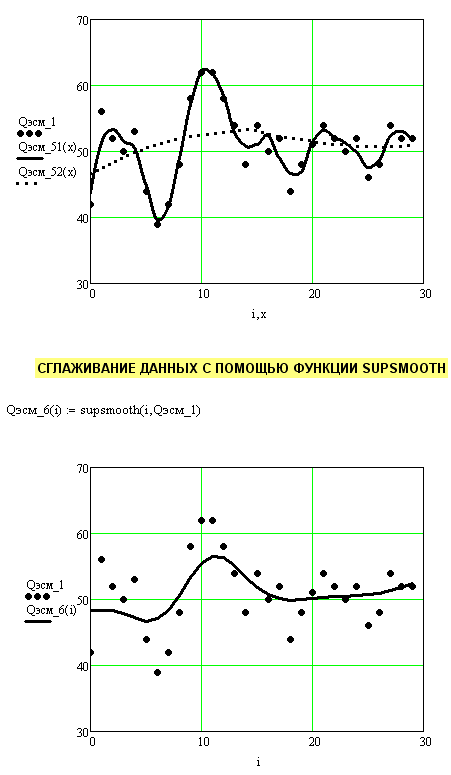 70
60
Qэсм_1
Qэсм_51(x)
50
Qэсм_52(x)
40
30
0
10
20
30
i,x
СГЛАЖИВАНИЕ ДАННЫХ С ПОМОЩЬЮ ФУНКЦИИ SUPSMOOTH
Qэсм_6(i) := supsmooth(i,Qэсм_1)
70
60
Qэсм_1
50
Qэсм_6(i)
40
30
0
10
20
30
i